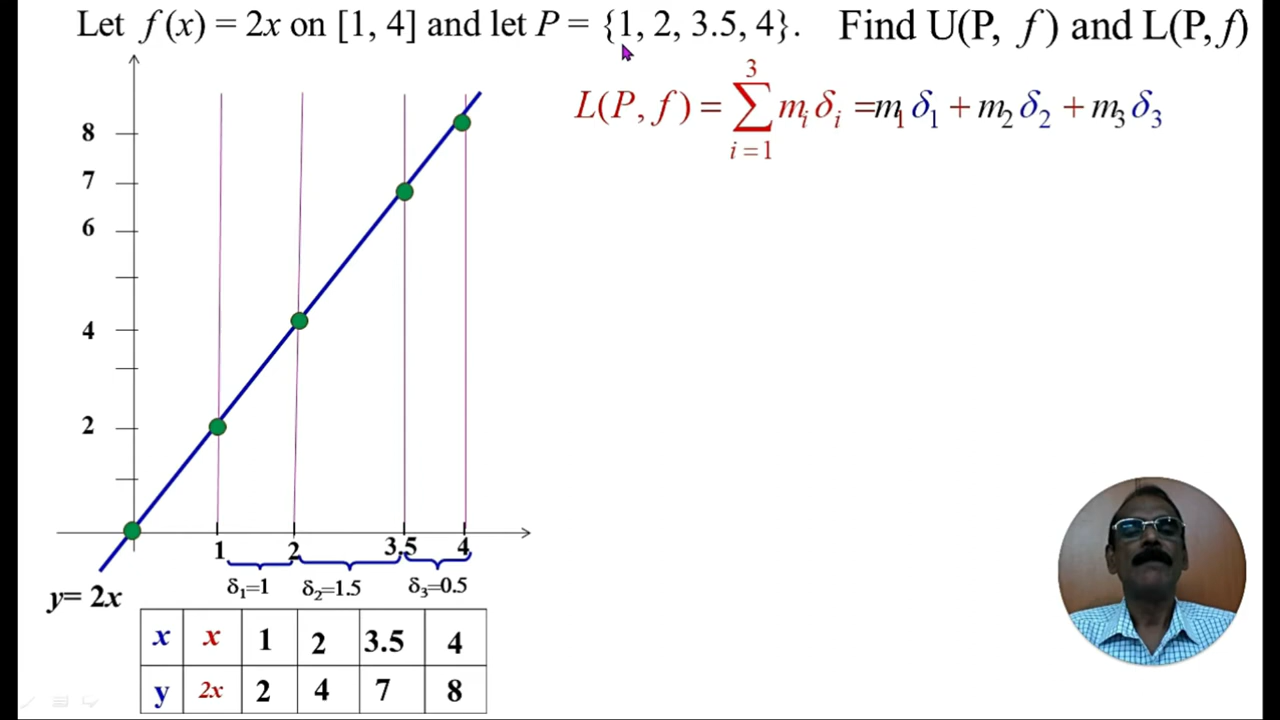 Let f(x) = 2x on [1, 4] and let P = {1, 2, 3.5, 4}. Find U(P, f) and L(P, f)
L(P, f) = ∑_{i=1}^{3} m_i δ_i = m_1 δ_1 + m_2 δ_2 + m_3 δ_3
8
7
6
4
2
1 2 3.5 4
δ₁=1 δ₂=1.5 δ₃=0.5
y= 2x
x x 1 2 3.5 4
y 2x 2 4 7 8